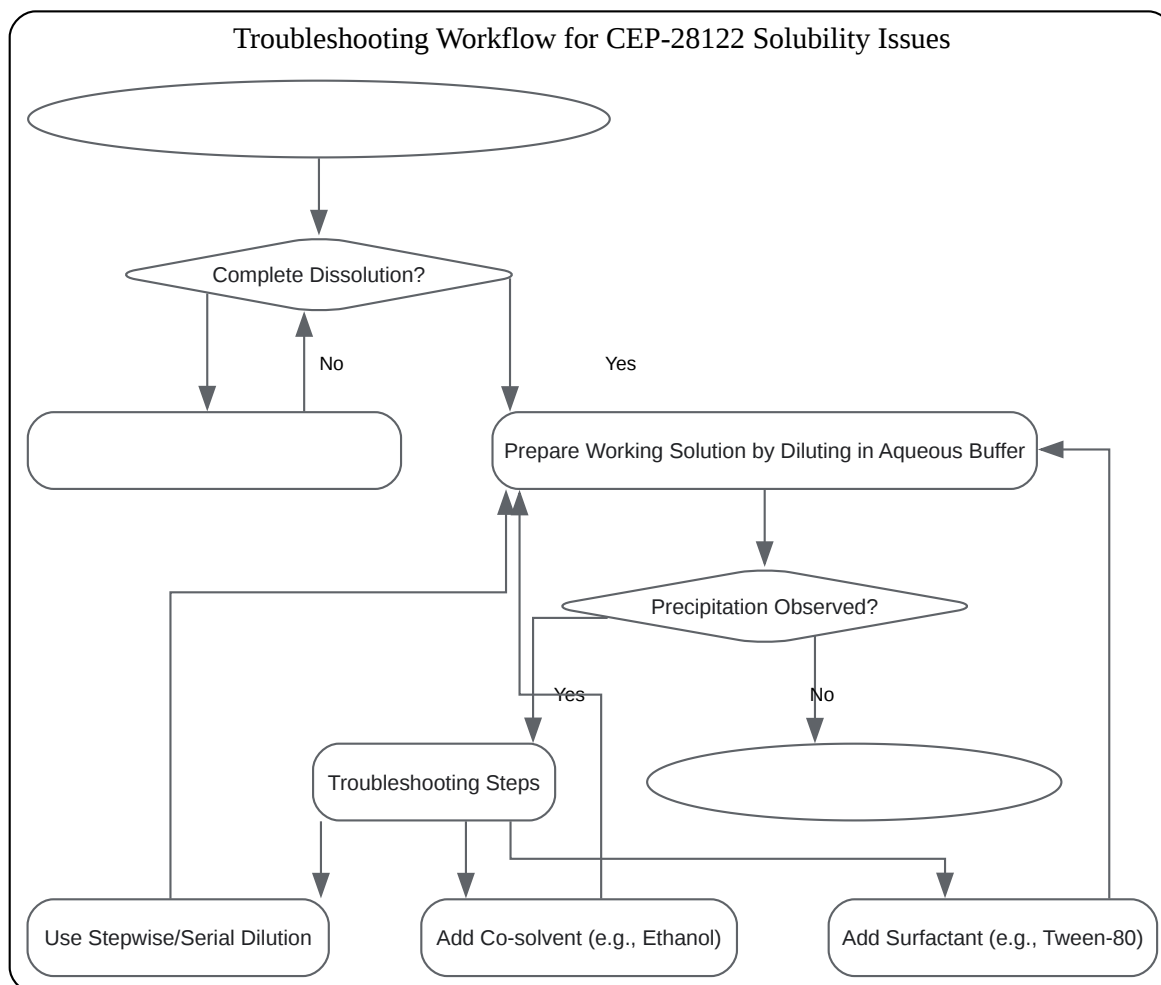 Troubleshooting Workflow for CEP-28122 Solubility Issues
Complete Dissolution?
No
Yes
Prepare Working Solution by Diluting in Aqueous Buffer
Precipitation Observed?
Yes
No
Troubleshooting Steps
Use Stepwise/Serial Dilution
Add Co-solvent (e.g., Ethanol)
Add Surfactant (e.g., Tween-80)